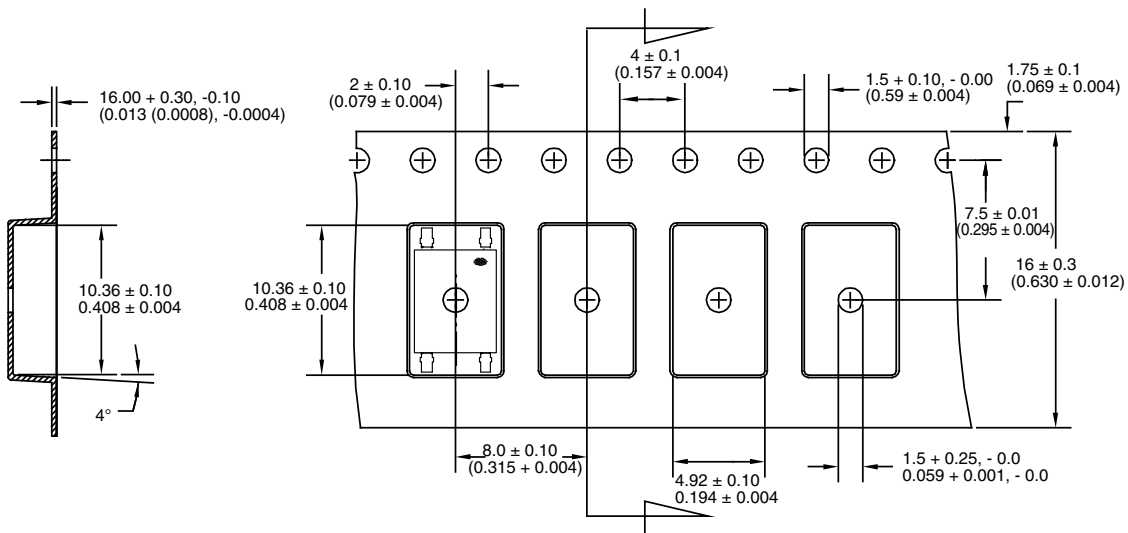 4 ± 0.1
(0.157 ± 0.004)
2 ± 0.10
(0.079 ± 0.004)
1.5 + 0.10, - 0.00
(0.59 ± 0.004)
1.75 ± 0.1
(0.069 ± 0.004)
16.00 + 0.30, -0.10
(0.013 (0.0008), -0.0004)
7.5 ± 0.01
(0.295 ± 0.004)
16 ± 0.3
(0.630 ± 0.012)
10.36 ± 0.10
0.408 ± 0.004
10.36 ± 0.10
0.408 ± 0.004
4°
8.0 ± 0.10
(0.315 + 0.004)
4.92 ± 0.10
0.194 ± 0.004
1.5 + 0.25, - 0.0
0.059 + 0.001, - 0.0